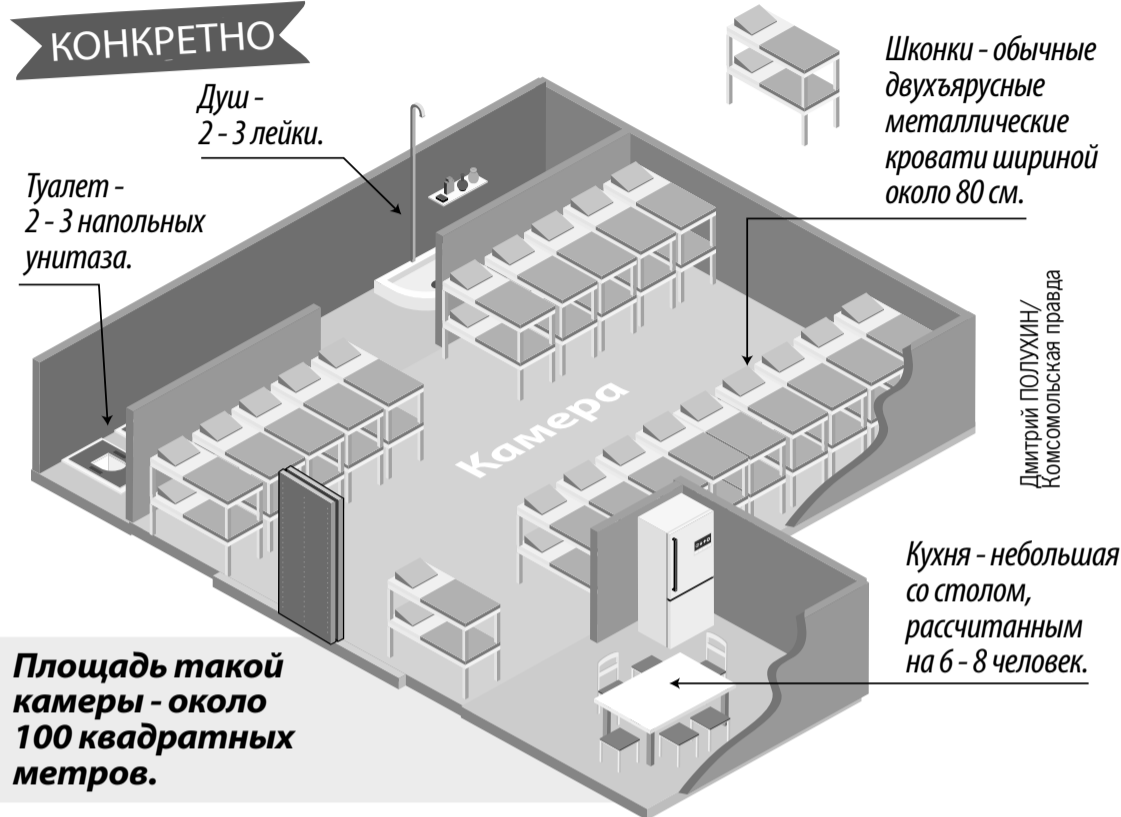 КОНКРЕТНО
Душ -
2 - 3 лейки.
Туалет -
2 - 3 напольных
унитаза.
Шконки - обычные
двухъярусные
металлические
кровати шириной
около 80 см.
Камера
Дмитрий ПОЛУХИН/
Комсомольская правда
Кухня - небольшая
со столом,
рассчитанным
на 6 - 8 человек.
Площадь такой
камеры - около
100 квадратных
метров.